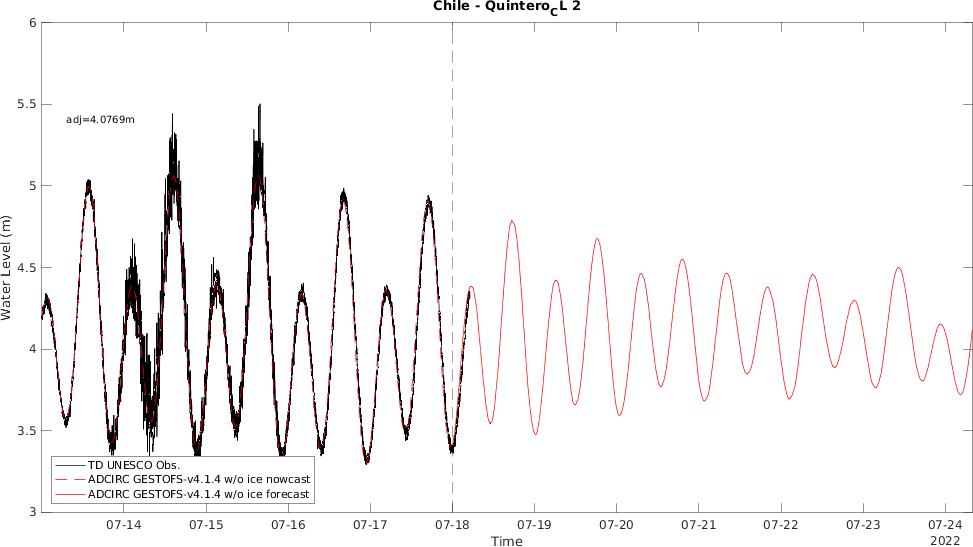 Chile - Quintero_CL 2
6
5.5
5
4.5
4
3.5
3
Water Level (m)
adj=4.0769m
TD UNESCO Obs.
ADCIRC GESTOFS-v4.1.4 w/o ice nowcast
ADCIRC GESTOFS-v4.1.4 w/o ice forecast
07-14 07-15 07-16 07-17 07-18 07-19 07-20 07-21 07-22 07-23 07-24
Time
2022